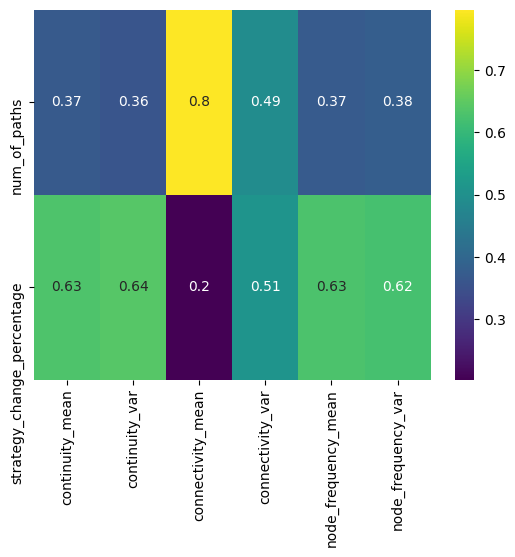 num_of_paths
0.37 0.36 0.8 0.49 0.37 0.38
strategy_change_percentage
0.63 0.64 0.2 0.51 0.63 0.62
continuity_mean
continuity_var
connectivity_mean
connectivity_var
node_frequency_mean
node_frequency_var
0.7
0.6
0.5
0.4
0.3